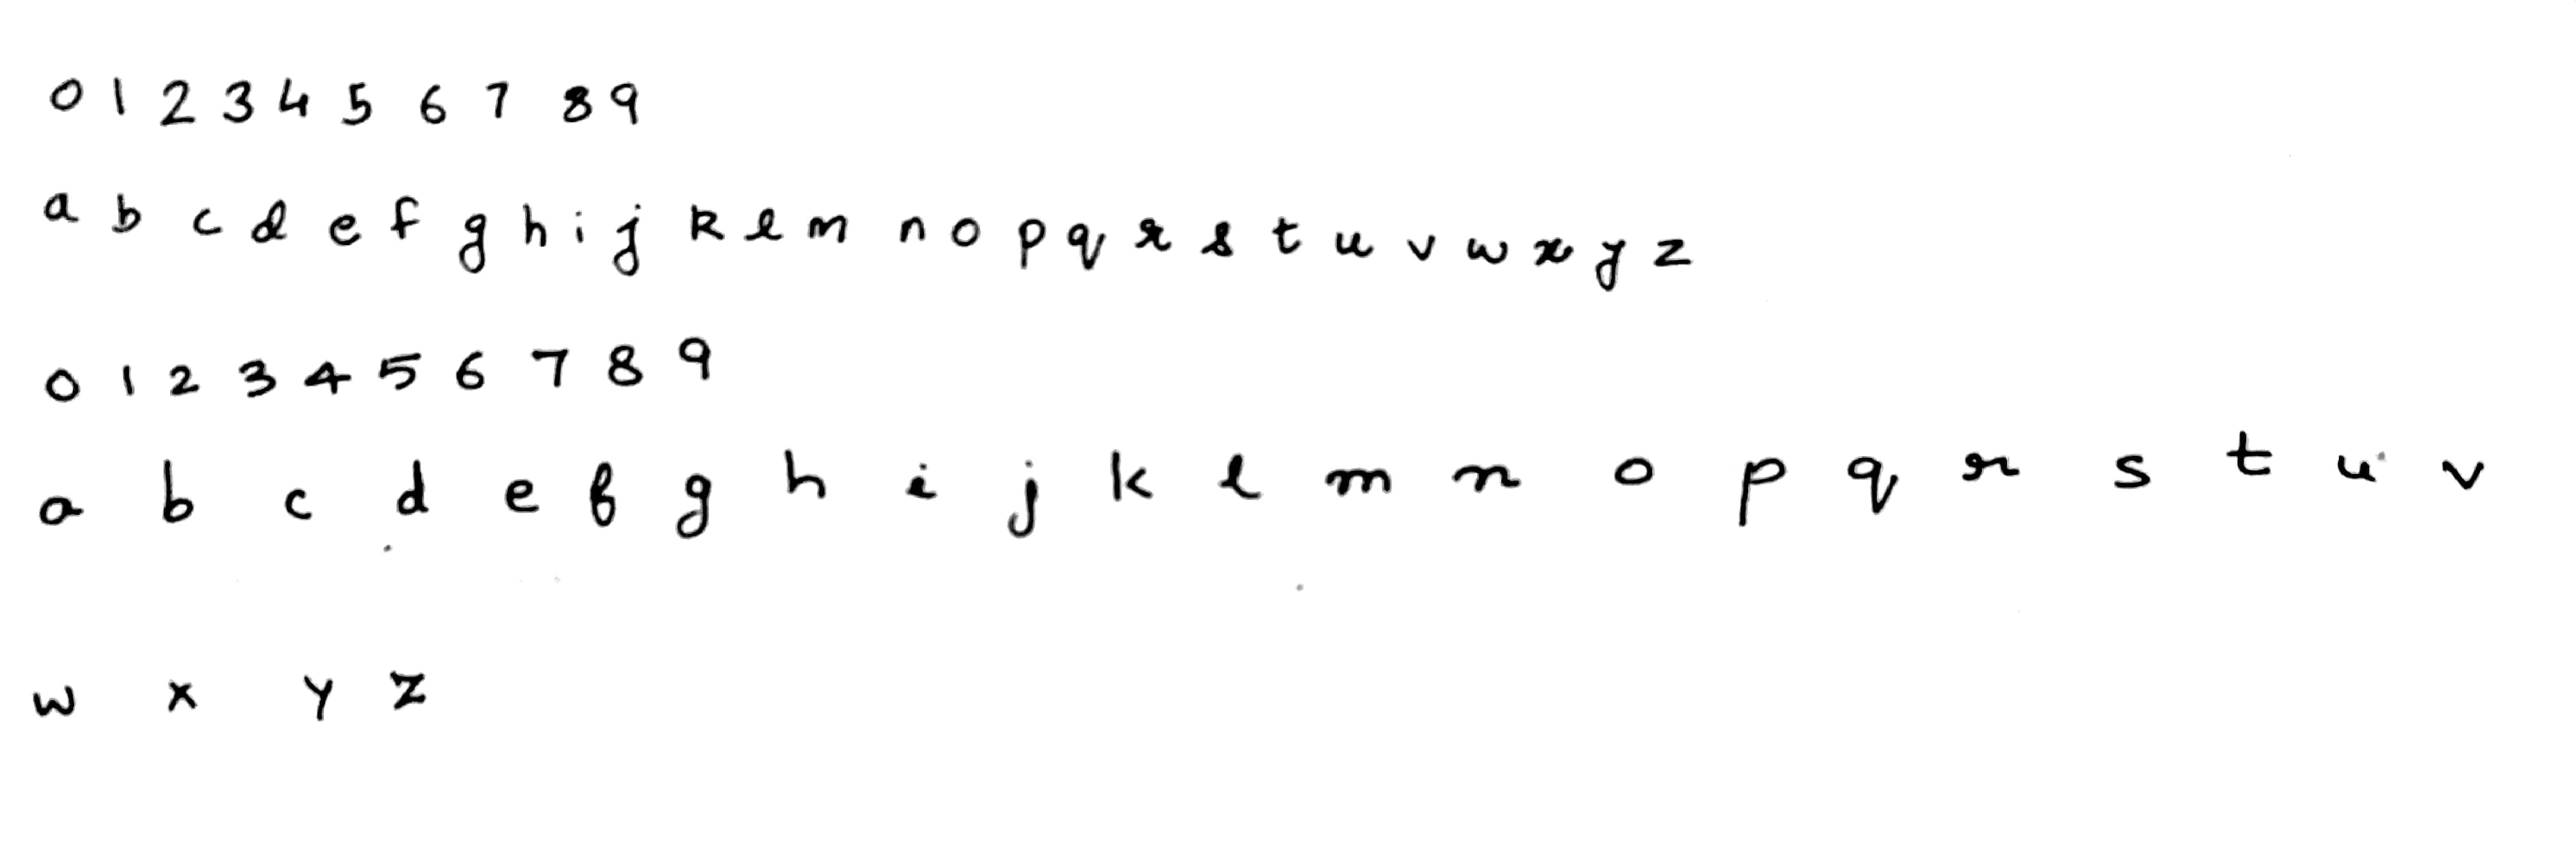 0 1 2 3 4 5 6 7 8 9
a b c d e f g h i j k l m n o p q r s t u v w x y z
0 1 2 3 4 5 6 7 8 9
a b c d e f g h i j k l m n o p q r s t u v
w x y z